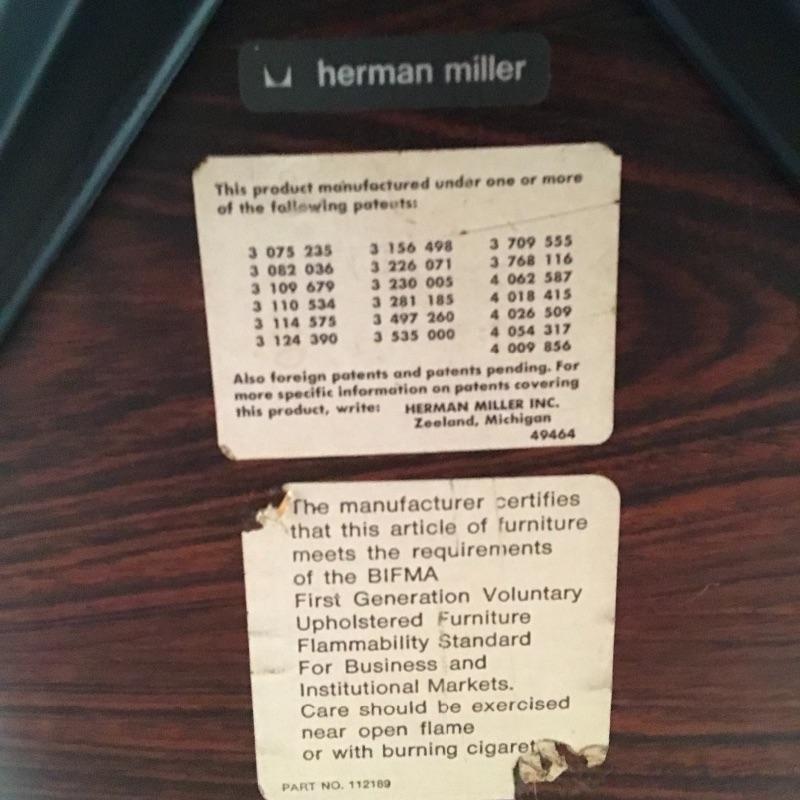 herman miller
This product manufactured under one or more
of the following patents:
3 075 235 3 156 498 3 709 555
3 082 036 3 226 071 3 768 116
3 109 679 3 230 005 4 062 587
3 110 534 3 281 185 4 018 415
3 114 575 3 497 260 4 026 509
3 124 390 3 535 000 4 054 317
4 009 856
Also foreign patents and patents pending. For
more specific information on patents covering
this product, write: HERMAN MILLER INC.
Zeeland, Michigan
49464
The manufacturer certifies
that this article of furniture
meets the requirements
of the BIFMA
First Generation Voluntary
Upholstered Furniture
Flammability Standard
For Business and
Institutional Markets.
Care should be exercised
near open flame
or with burning cigaret
PART NO. 112189